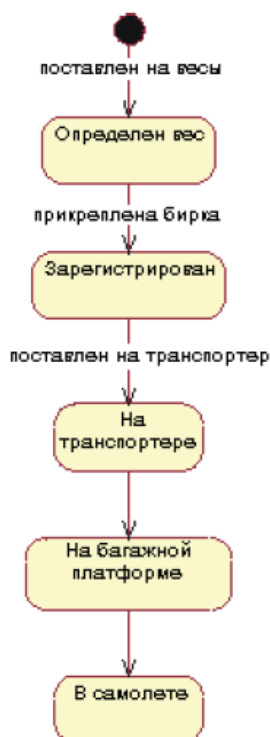 поставлен на весы
Определен вес
прикреплена бирка
Зарегистрирован
поставлен на транспортер
На
транспортере
На багажной
платформе
В самолете